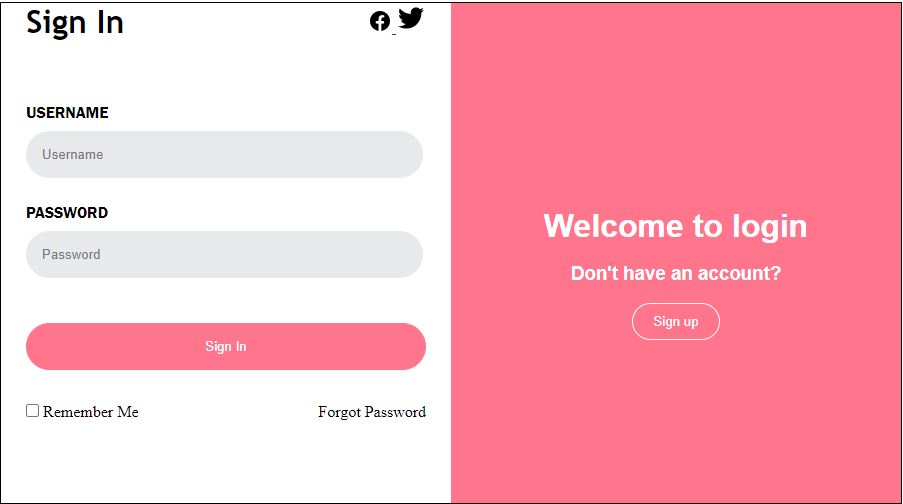 Sign In
USERNAME
Username
PASSWORD
Password
Sign In
Remember Me
Forgot Password
Welcome to login
Don't have an account?
Sign up